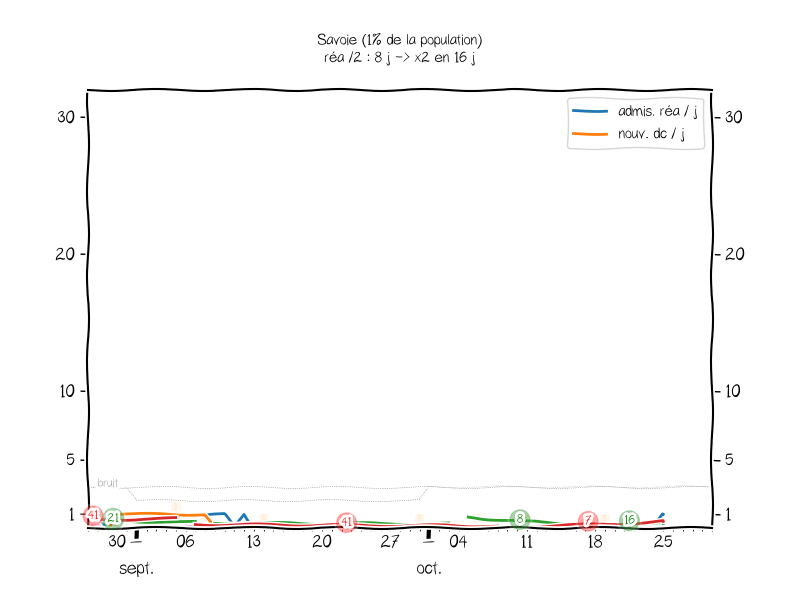 Savoie (1% de la population)
réa /2 : 8 j -> x2 en 16 j
admis. réa / j
nouv. dc / j
30 30
20 20
10 10
5 5
bruit
1 1
41 21 41 8 7 16
30 06 13 20 27 04 11 18 25
sept. oct.